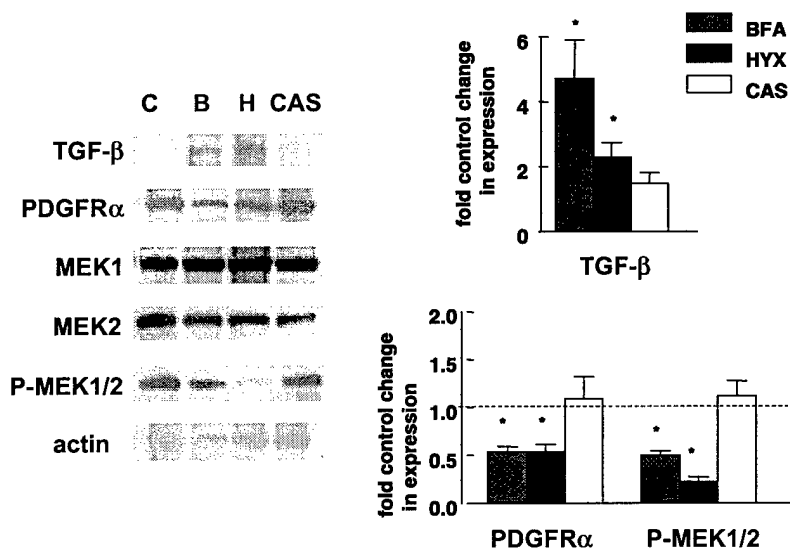 C B H CAS
TGF-β
PDGFRα
MEK1
MEK2
P-MEK1/2
actin
fold control change
in expression
6
4
2
0
*
*
TGF-β
BFA
HYX
CAS
fold control change
in expression
2.0
1.5
1.0
0.5
0.0
* * * *
PDGFRα P-MEK1/2